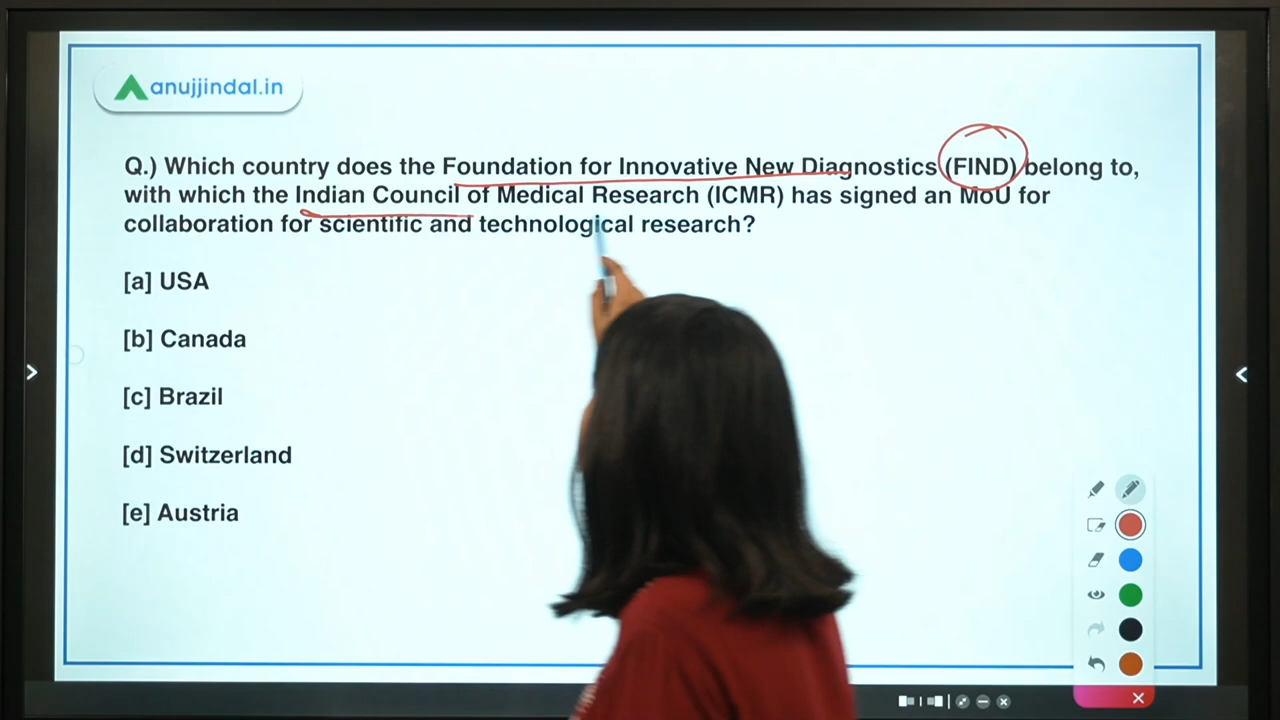 anujjindal.in
Q.) Which country does the Foundation for Innovative New Diagnostics (FIND) belong to,
with which the Indian Council of Medical Research (ICMR) has signed an MoU for
collaboration for scientific and technological research?
[a] USA
[b] Canada
[c] Brazil
[d] Switzerland
[e] Austria